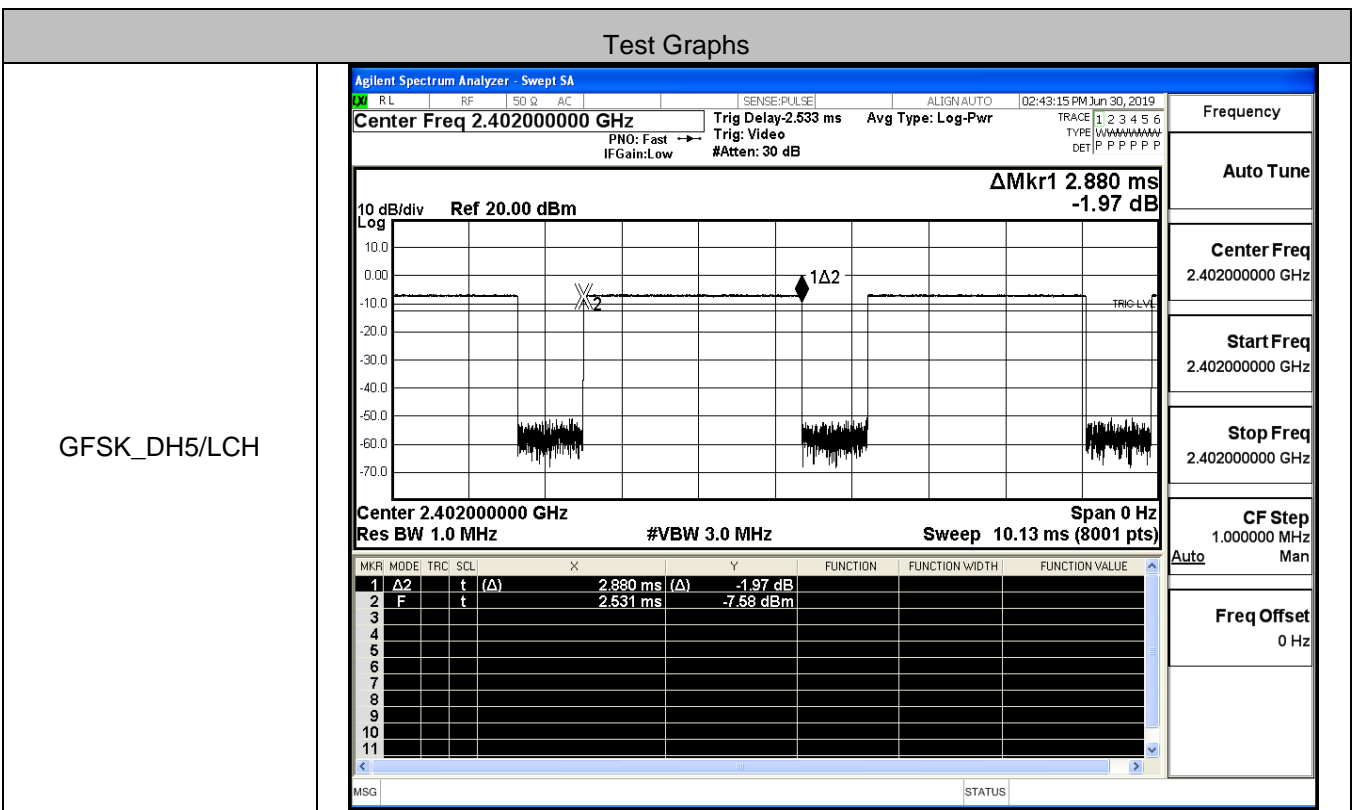 Test Graphs
GFSK_DH5/LCH
Agilent Spectrum Analyzer - Swept SA
LXI RL RF 50 Ω AC SENSE:PULSE ALIGN AUTO 02:43:15 PM Jun 30, 2019
Center Freq 2.402000000 GHz
PNO: Fast
IFGain:Low
Trig Delay-2.533 ms
Trig: Video
#Atten: 30 dB
Avg Type: Log-Pwr
TRACE 1 2 3 4 5 6
TYPE WWWWWW
DET P P P P P P
ΔMkr1 2.880 ms
-1.97 dB
10 dB/div Ref 20.00 dBm
Log
10.0
0.00
-10.0
-20.0
-30.0
-40.0
-50.0
-60.0
-70.0
1Δ2
2
TRIG LVL
Center 2.402000000 GHz Span 0 Hz
Res BW 1.0 MHz #VBW 3.0 MHz Sweep 10.13 ms (8001 pts)
MKR MODE TRC SCL X Y FUNCTION FUNCTION WIDTH FUNCTION VALUE
1 Δ2 t (Δ) 2.880 ms (Δ) -1.97 dB
2 F t 2.531 ms -7.58 dBm
3
4
5
6
7
8
9
10
11
MSG STATUS
Frequency
Auto Tune
Center Freq
2.402000000 GHz
Start Freq
2.402000000 GHz
Stop Freq
2.402000000 GHz
CF Step
1.000000 MHz
Auto Man
Freq Offset
0 Hz